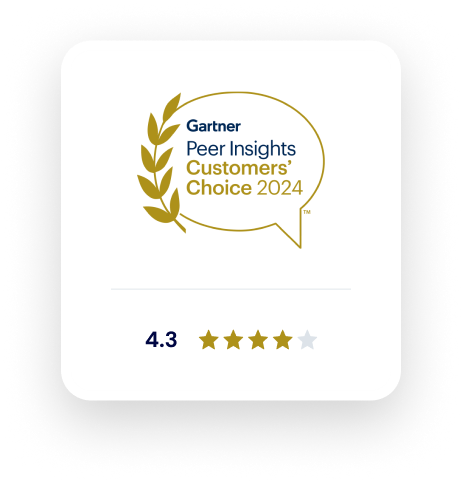 Gartner
Peer Insights
Customers’
Choice 2024
TM
4.3